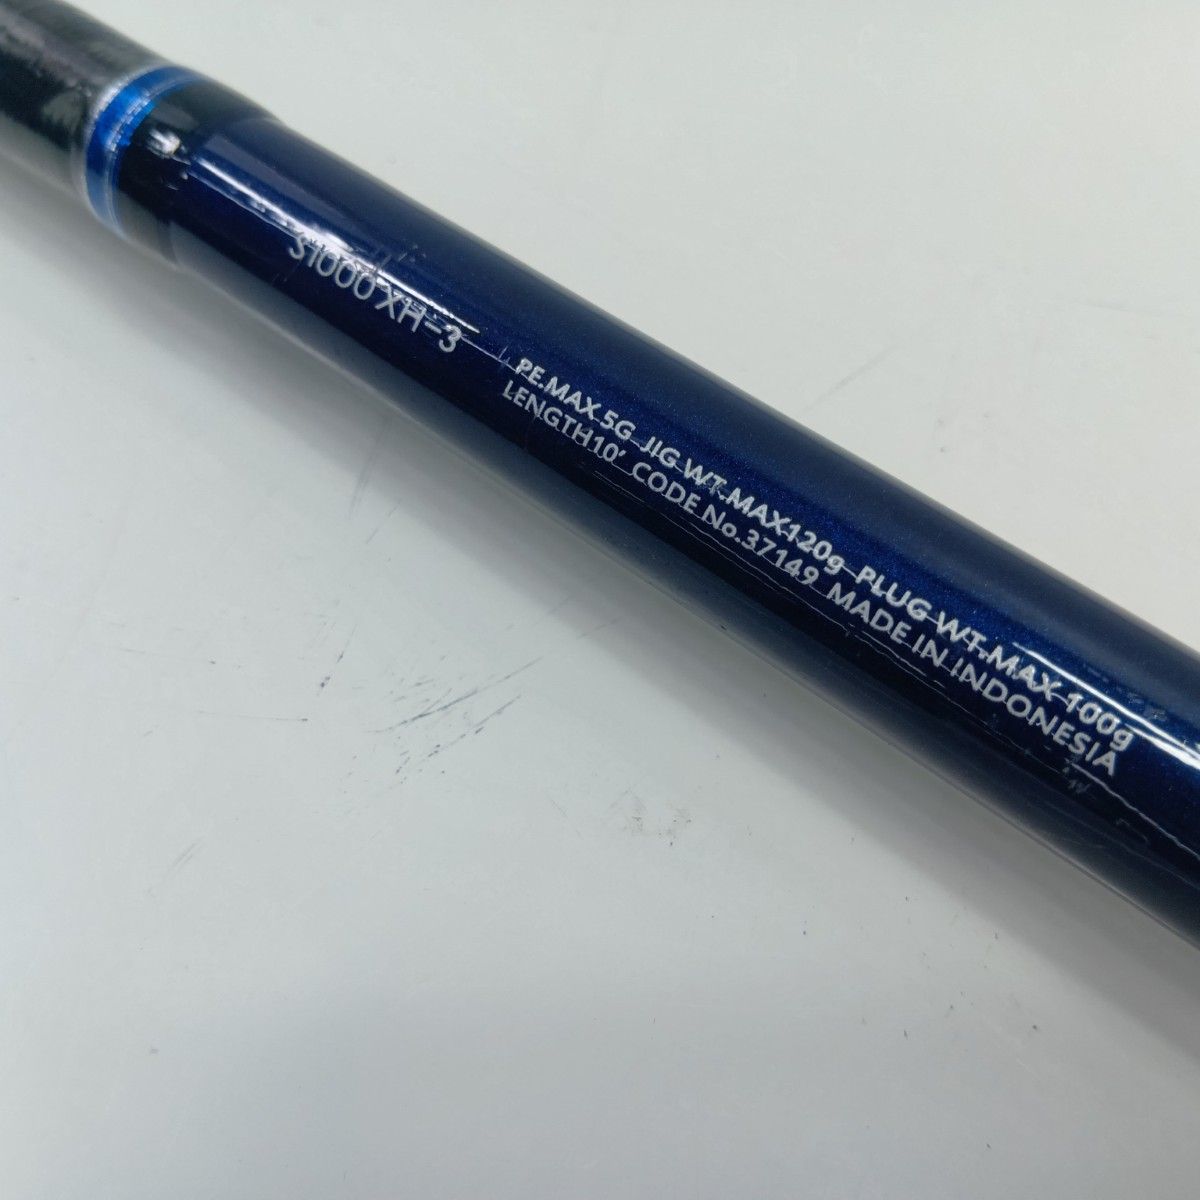 S1000XH-3
PE.MAX 5G JIG WT.MAX120g PLUG WT.MAX 100g
LENGTH10' CODE No.37149 MADE IN INDONESIA